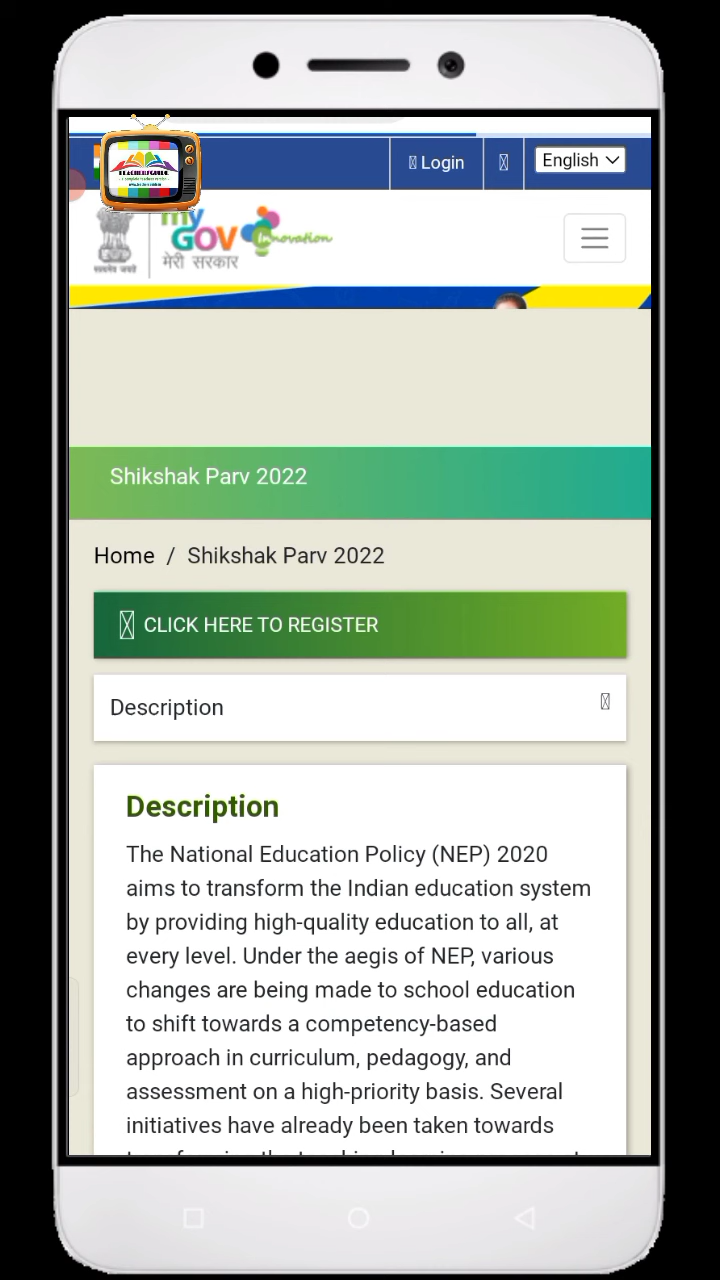 Login
English
my
GOV
Innovation
मेरी सरकार
Shikshak Parv 2022
Home / Shikshak Parv 2022
CLICK HERE TO REGISTER
Description
Description
The National Education Policy (NEP) 2020
aims to transform the Indian education system
by providing high-quality education to all, at
every level. Under the aegis of NEP, various
changes are being made to school education
to shift towards a competency-based
approach in curriculum, pedagogy, and
assessment on a high-priority basis. Several
initiatives have already been taken towards